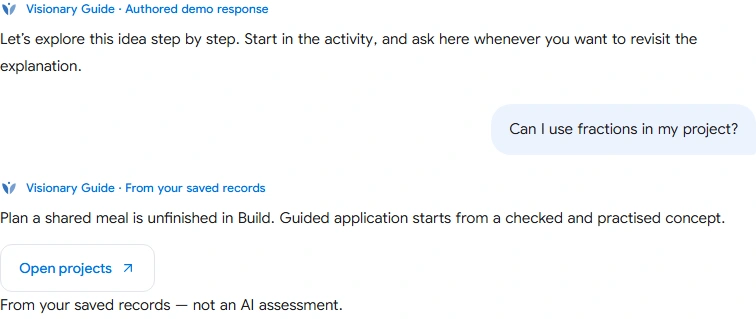 Visionary Guide · Authored demo response
Let's explore this idea step by step. Start in the activity, and ask here whenever you want to revisit the
explanation.
Can I use fractions in my project?
Visionary Guide · From your saved records
Plan a shared meal is unfinished in Build. Guided application starts from a checked and practised concept.
Open projects
From your saved records — not an AI assessment.